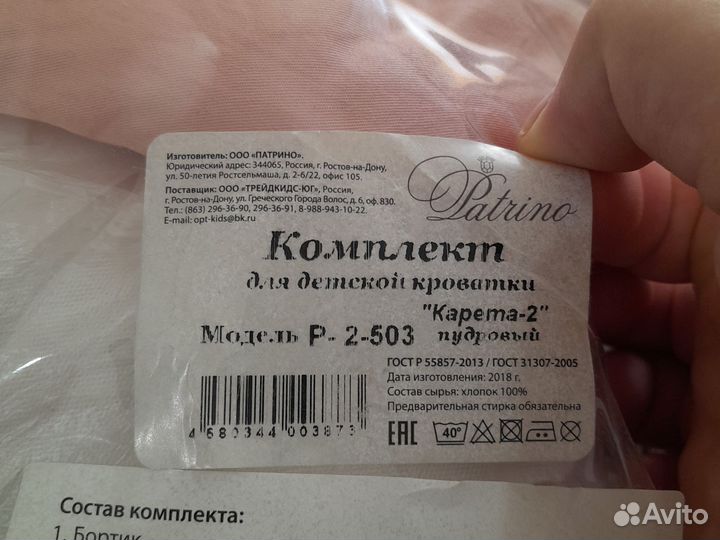 Изготовитель: ООО «ПАТРИНО».
Юридический адрес: 344065, Россия, г. Ростов-на-Дону,
ул. 50-летия Ростсельмаша, д. 2-6/22, офис 105.
Поставщик: ООО «ТРЕЙДКИДС-ЮГ», Россия,
г. Ростов-на-Дону, ул. Греческого Города Волос, д. 6, оф. 830.
Тел.: (863) 296-36-90, 296-36-91, 8-988-943-10-22.
E-mail: opt-kids@bk.ru
Patrino
Комплект
для детской кроватки
"Карета-2"
Модель Р- 2-503 пудровый
ГОСТ Р 55857-2013 / ГОСТ 31307-2005
Дата изготовления: 2018 г.
Состав сырья: хлопок 100%
Предварительная стирка обязательна
4 680344 003873
ЕАС 40°
Состав комплекта:
1. Бортик
Avito